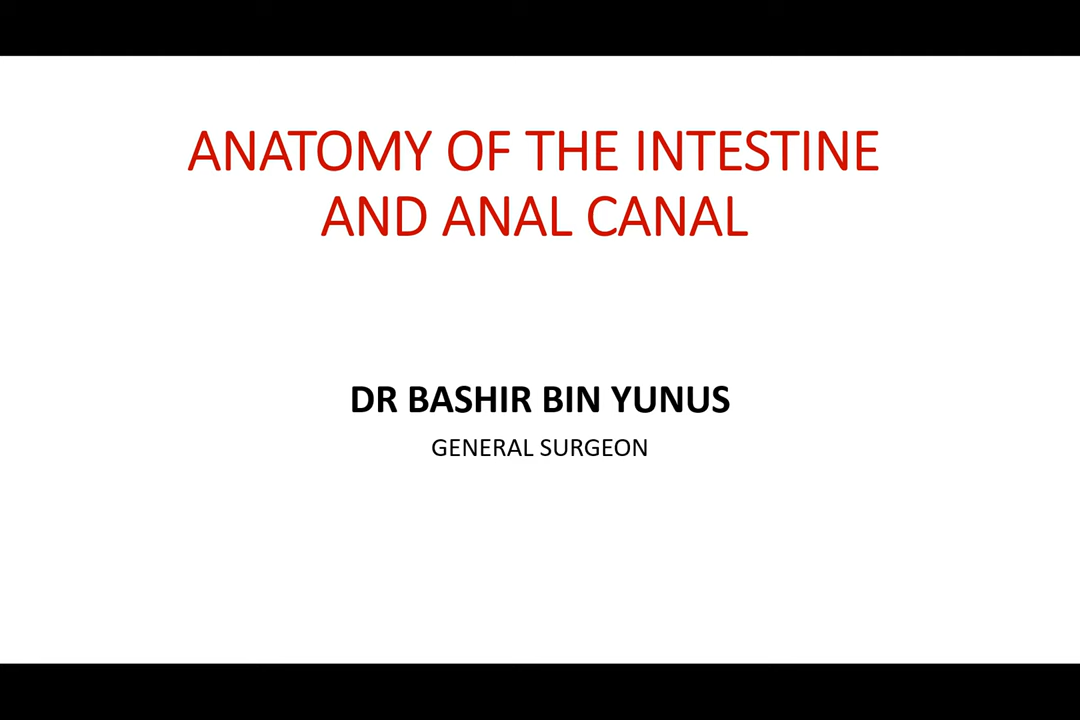 ANATOMY OF THE INTESTINE
AND ANAL CANAL
DR BASHIR BIN YUNUS
GENERAL SURGEON